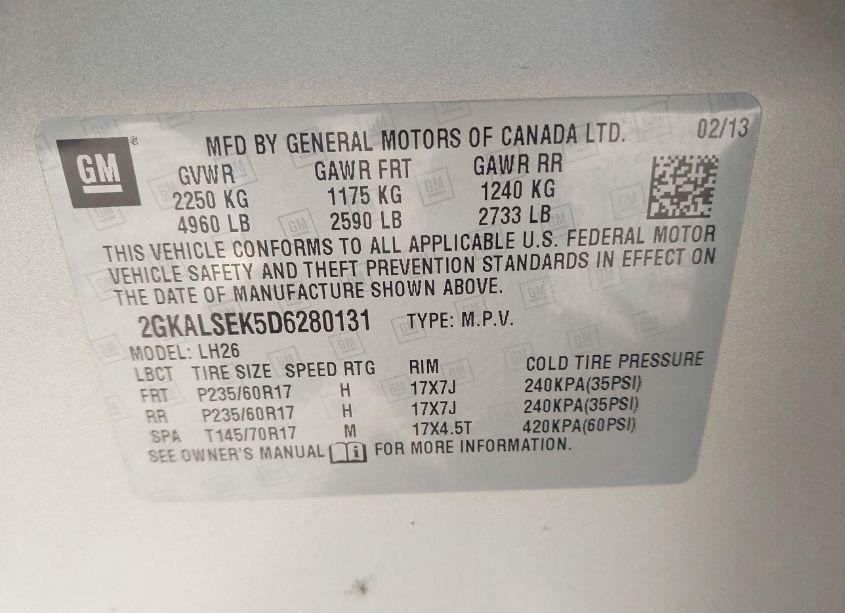 GM
MFD BY GENERAL MOTORS OF CANADA LTD. 02/13
GVWR GAWR FRT GAWR RR
2250 KG 1175 KG 1240 KG
4960 LB 2590 LB 2733 LB
THIS VEHICLE CONFORMS TO ALL APPLICABLE U.S. FEDERAL MOTOR
VEHICLE SAFETY AND THEFT PREVENTION STANDARDS IN EFFECT ON
THE DATE OF MANUFACTURE SHOWN ABOVE.
2GKALSEK5D6280131 TYPE: M.P.V.
MODEL: LH26
LBCT TIRE SIZE SPEED RTG RIM COLD TIRE PRESSURE
FRT P235/60R17 H 17X7J 240KPA(35PSI)
RR P235/60R17 H 17X7J 240KPA(35PSI)
SPA T145/70R17 M 17X4.5T 420KPA(60PSI)
SEE OWNER'S MANUAL FOR MORE INFORMATION.